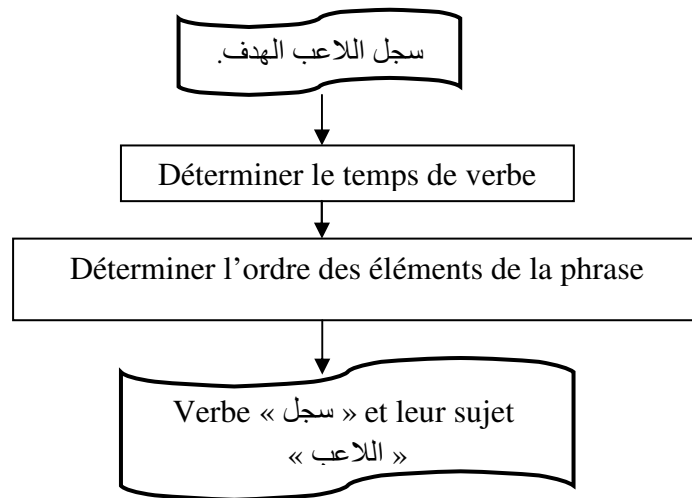 سجل اللاعب الهدف.
Déterminer le temps de verbe
Déterminer l’ordre des éléments de la phrase
Verbe « سجل » et leur sujet
« اللاعب »